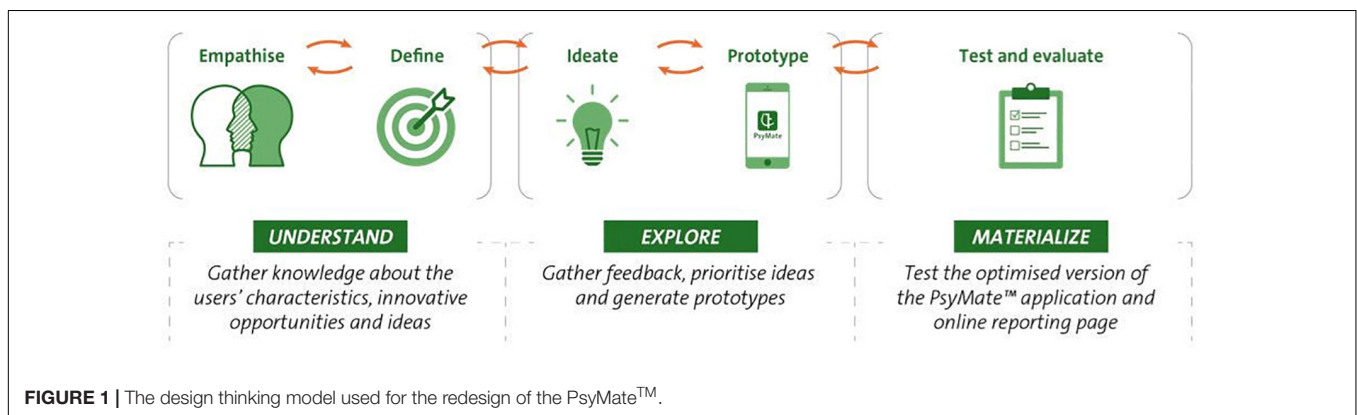 Empathise
Define
Ideate
Prototype
Test and evaluate
PsyMate
UNDERSTAND
Gather knowledge about the
users' characteristics, innovative
opportunities and ideas
EXPLORE
Gather feedback, prioritise ideas
and generate prototypes
MATERIALIZE
Test the optimised version of
the PsyMate™ application and
online reporting page
FIGURE 1 | The design thinking model used for the redesign of the PsyMate™.